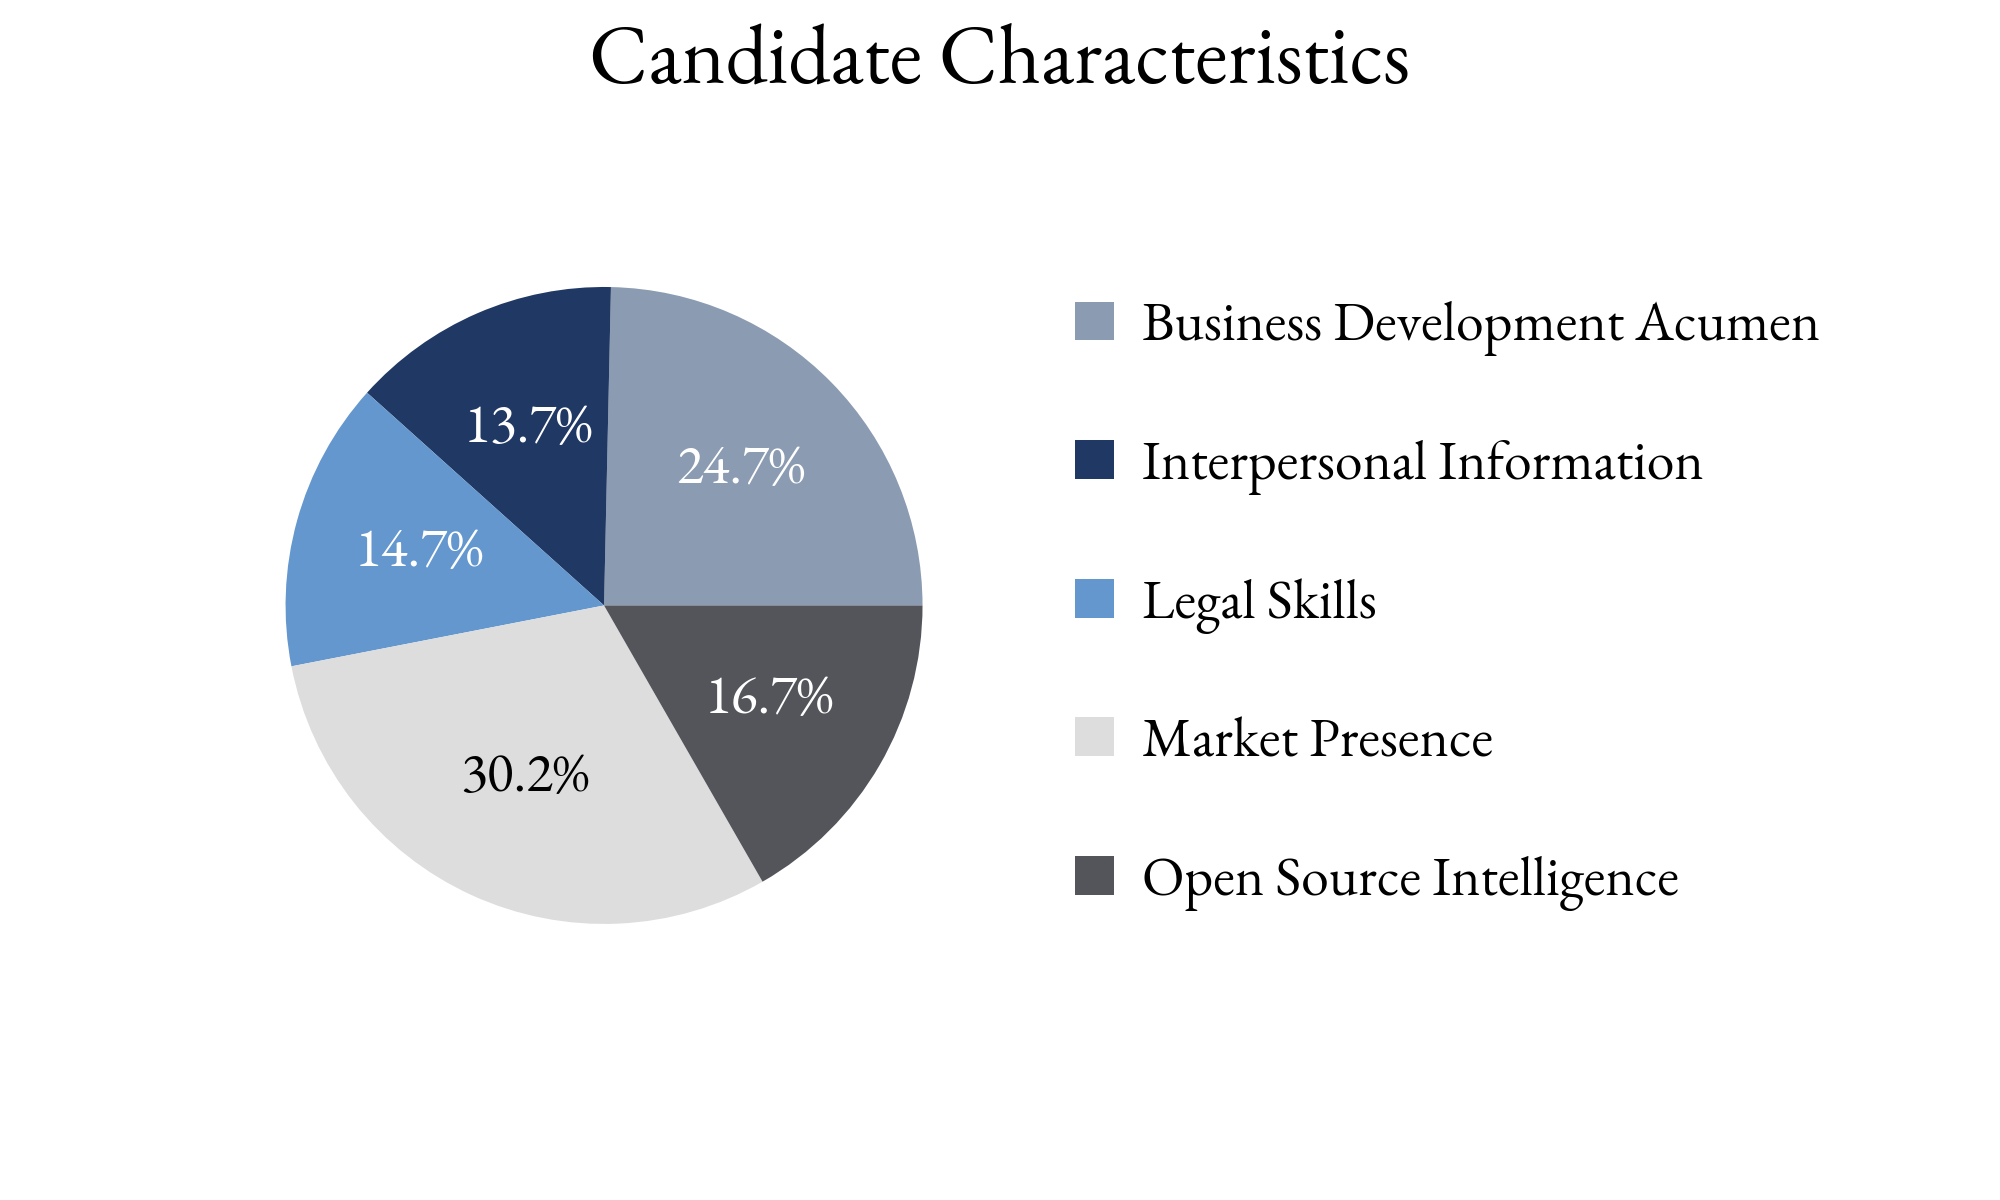 Candidate Characteristics
13.7%
24.7%
14.7%
16.7%
30.2%
Business Development Acumen
Interpersonal Information
Legal Skills
Market Presence
Open Source Intelligence